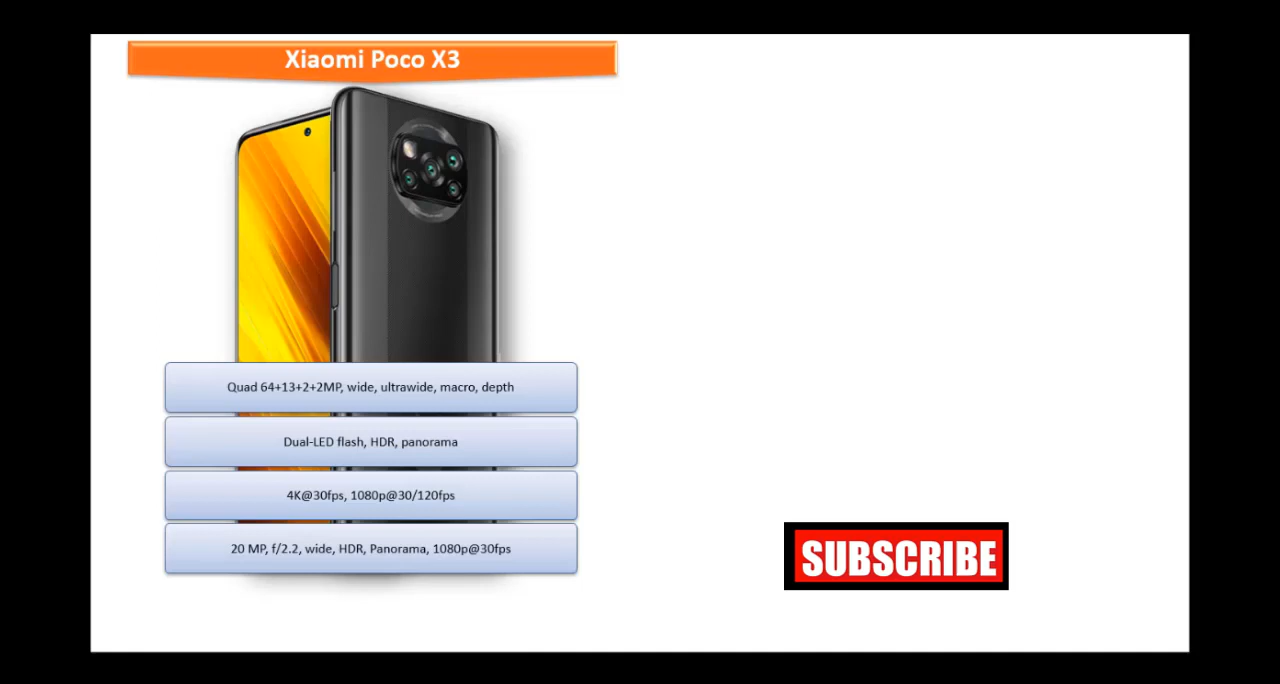 Xiaomi Poco X3
Quad 64+13+2+2MP, wide, ultrawide, macro, depth
Dual-LED flash, HDR, panorama
4K@30fps, 1080p@30/120fps
20 MP, f/2.2, wide, HDR, Panorama, 1080p@30fps
SUBSCRIBE